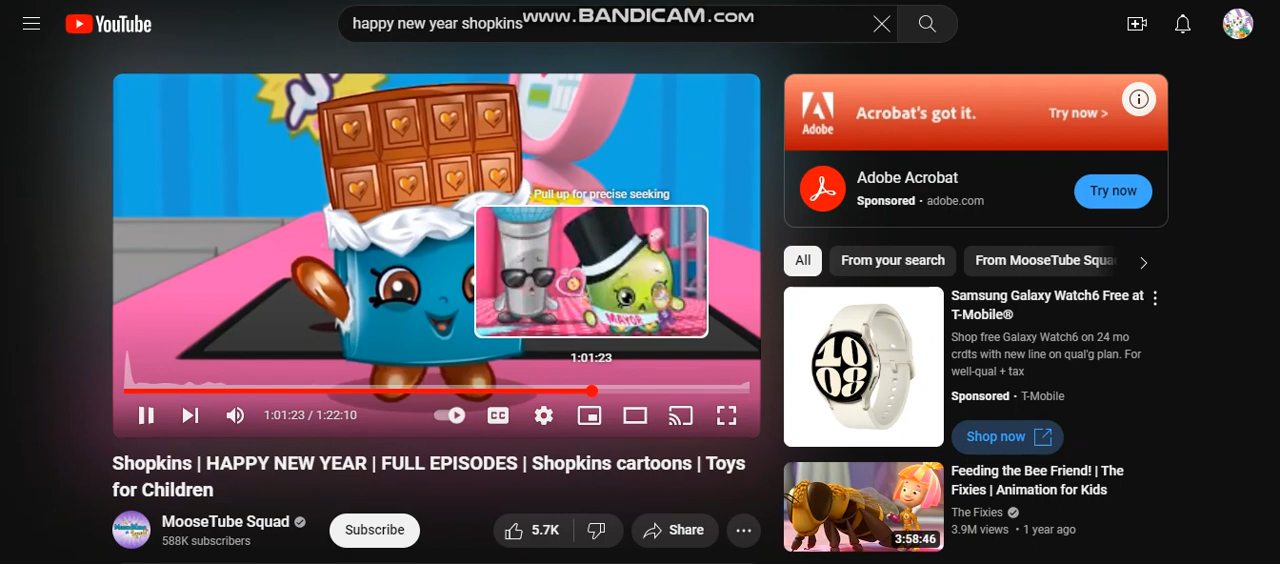 YouTube
happy new year shopkins
www.BANDICAM.com
Pull up for precise seeking
MAYOR
1:01:23
1:01:23 / 1:22:10
CC
Shopkins | HAPPY NEW YEAR | FULL EPISODES | Shopkins cartoons | Toys
for Children
MooseTube Squad
588K subscribers
Subscribe
5.7K
Share
Adobe
Acrobat's got it.
Try now >
Adobe Acrobat
Sponsored · adobe.com
Try now
All
From your search
From MooseTube Squa
10
08
Samsung Galaxy Watch6 Free at
T-Mobile®
Shop free Galaxy Watch6 on 24 mo
crdts with new line on qual'g plan. For
well-qual + tax
Sponsored · T-Mobile
Shop now
3:58:46
Feeding the Bee Friend! | The
Fixies | Animation for Kids
The Fixies
3.9M views · 1 year ago